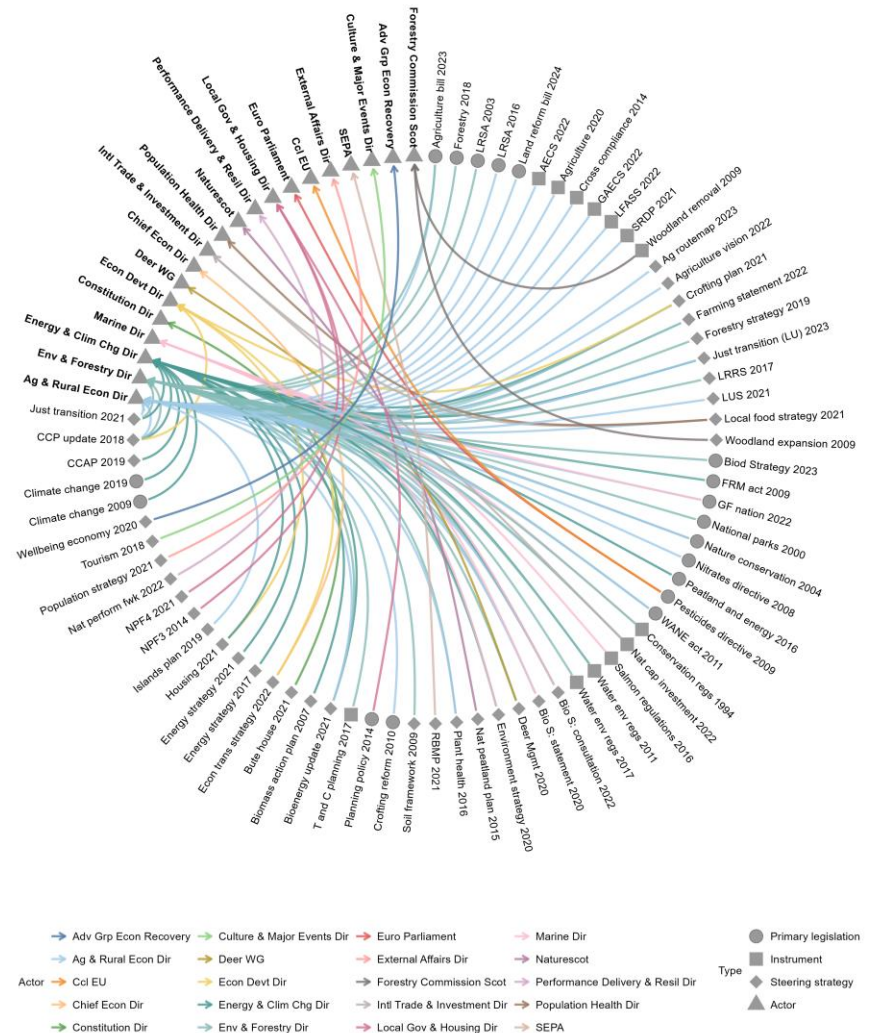 Forestry Commission Scot
Agriculture bill 2023
Forestry 2018
LRSA 2003
LRSA 2016
Land reform bill 2024
AECS 2022
Agriculture 2020
Cross compliance 2014
GAECS 2022
LFASS 2022
SRDP 2021
Woodland removal 2009
Ag routemap 2023
Agriculture vision 2022
Crofting plan 2021
Farming statement 2022
Forestry strategy 2019
Just transition (LU) 2023
LRRS 2017
LUS 2021
Local food strategy 2021
Woodland expansion 2009
Biod Strategy 2023
FRM act 2009
GF nation 2022
National parks 2000
Nature conservation 2004
Nitrates directive 2008
Peatland and energy 2016
Pesticides directive 2009
WANE act 2011
Conservation regs 1994
Nat cap investment 2022
Salmon regulations 2016
Water env regs 2011
Water env regs 2017
Bio S: consultation 2022
Bio S: statement 2020
Deer Mgmt 2020
Environment strategy 2020
Nat peatland plan 2015
Plant health 2016
RBMP 2021
Soil framework 2009
Crofting reform 2010
Planning policy 2014
T and C planning 2017
Bioenergy update 2021
Biomass action plan 2007
Bute house 2021
Econ trans strategy 2022
Energy strategy 2017
Energy strategy 2021
Housing 2021
Islands plan 2019
NPF3 2014
NPF4 2021
Nat perform fwk 2022
Population strategy 2021
Tourism 2018
Wellbeing economy 2020
Climate change 2009
Climate change 2019
CCAP 2019
CCP update 2018
Just transition 2021
Ag & Rural Econ Dir
Env & Forestry Dir
Energy & Clim Chg Dir
Marine Dir
Constitution Dir
Econ Devt Dir
Deer WG
Chief Econ Dir
Intl Trade & Investment Dir
Population Health Dir
Naturescot
Performance Delivery & Resil Dir
Local Gov & Housing Dir
Euro Parliament
Ccl EU
External Affairs Dir
SEPA
Culture & Major Events Dir
Adv Grp Econ Recovery
Actor
Adv Grp Econ Recovery
Ag & Rural Econ Dir
Ccl EU
Chief Econ Dir
Constitution Dir
Culture & Major Events Dir
Deer WG
Econ Devt Dir
Energy & Clim Chg Dir
Env & Forestry Dir
Euro Parliament
External Affairs Dir
Forestry Commission Scot
Intl Trade & Investment Dir
Local Gov & Housing Dir
Marine Dir
Naturescot
Performance Delivery & Resil Dir
Population Health Dir
SEPA
Type
Primary legislation
Instrument
Steering strategy
Actor